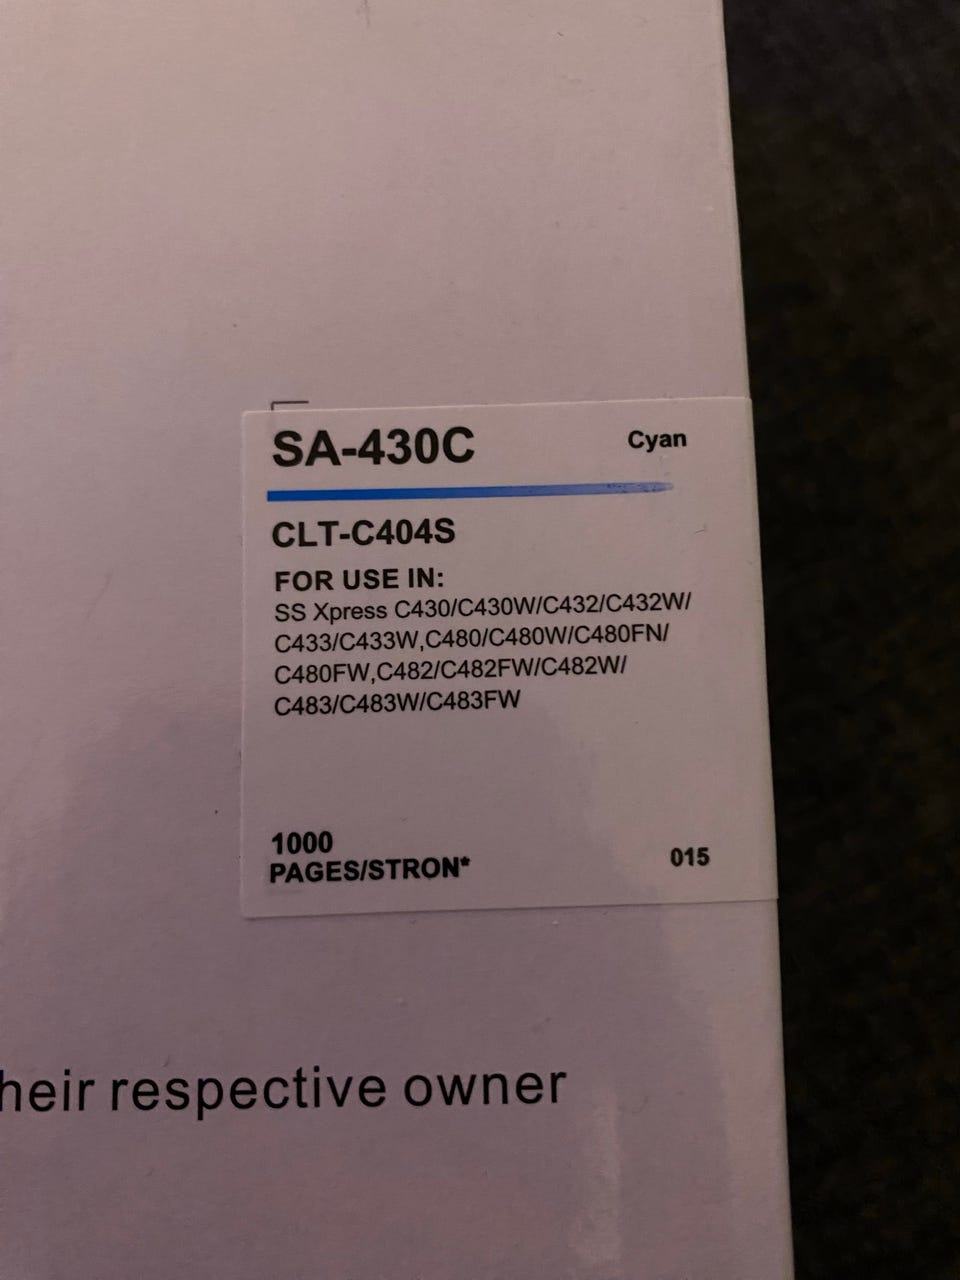 SA-430C
Cyan
CLT-C404S
FOR USE IN:
SS Xpress C430/C430W/C432/C432W/
C433/C433W,C480/C480W/C480FN/
C480FW,C482/C482FW/C482W/
C483/C483W/C483FW
1000
PAGES/STRON*
015
heir respective owner